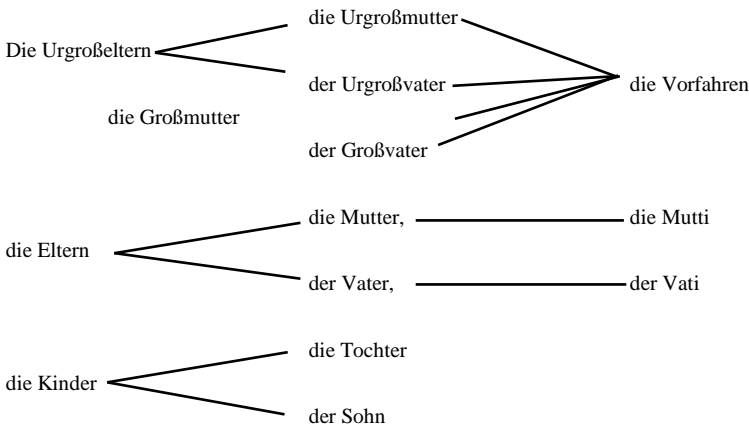 die Urgroßmutter
Die Urgroßeltern
der Urgroßvater
die Vorfahren
die Großmutter
der Großvater
die Mutter,
die Mutti
die Eltern
der Vater,
der Vati
die Tochter
die Kinder
der Sohn